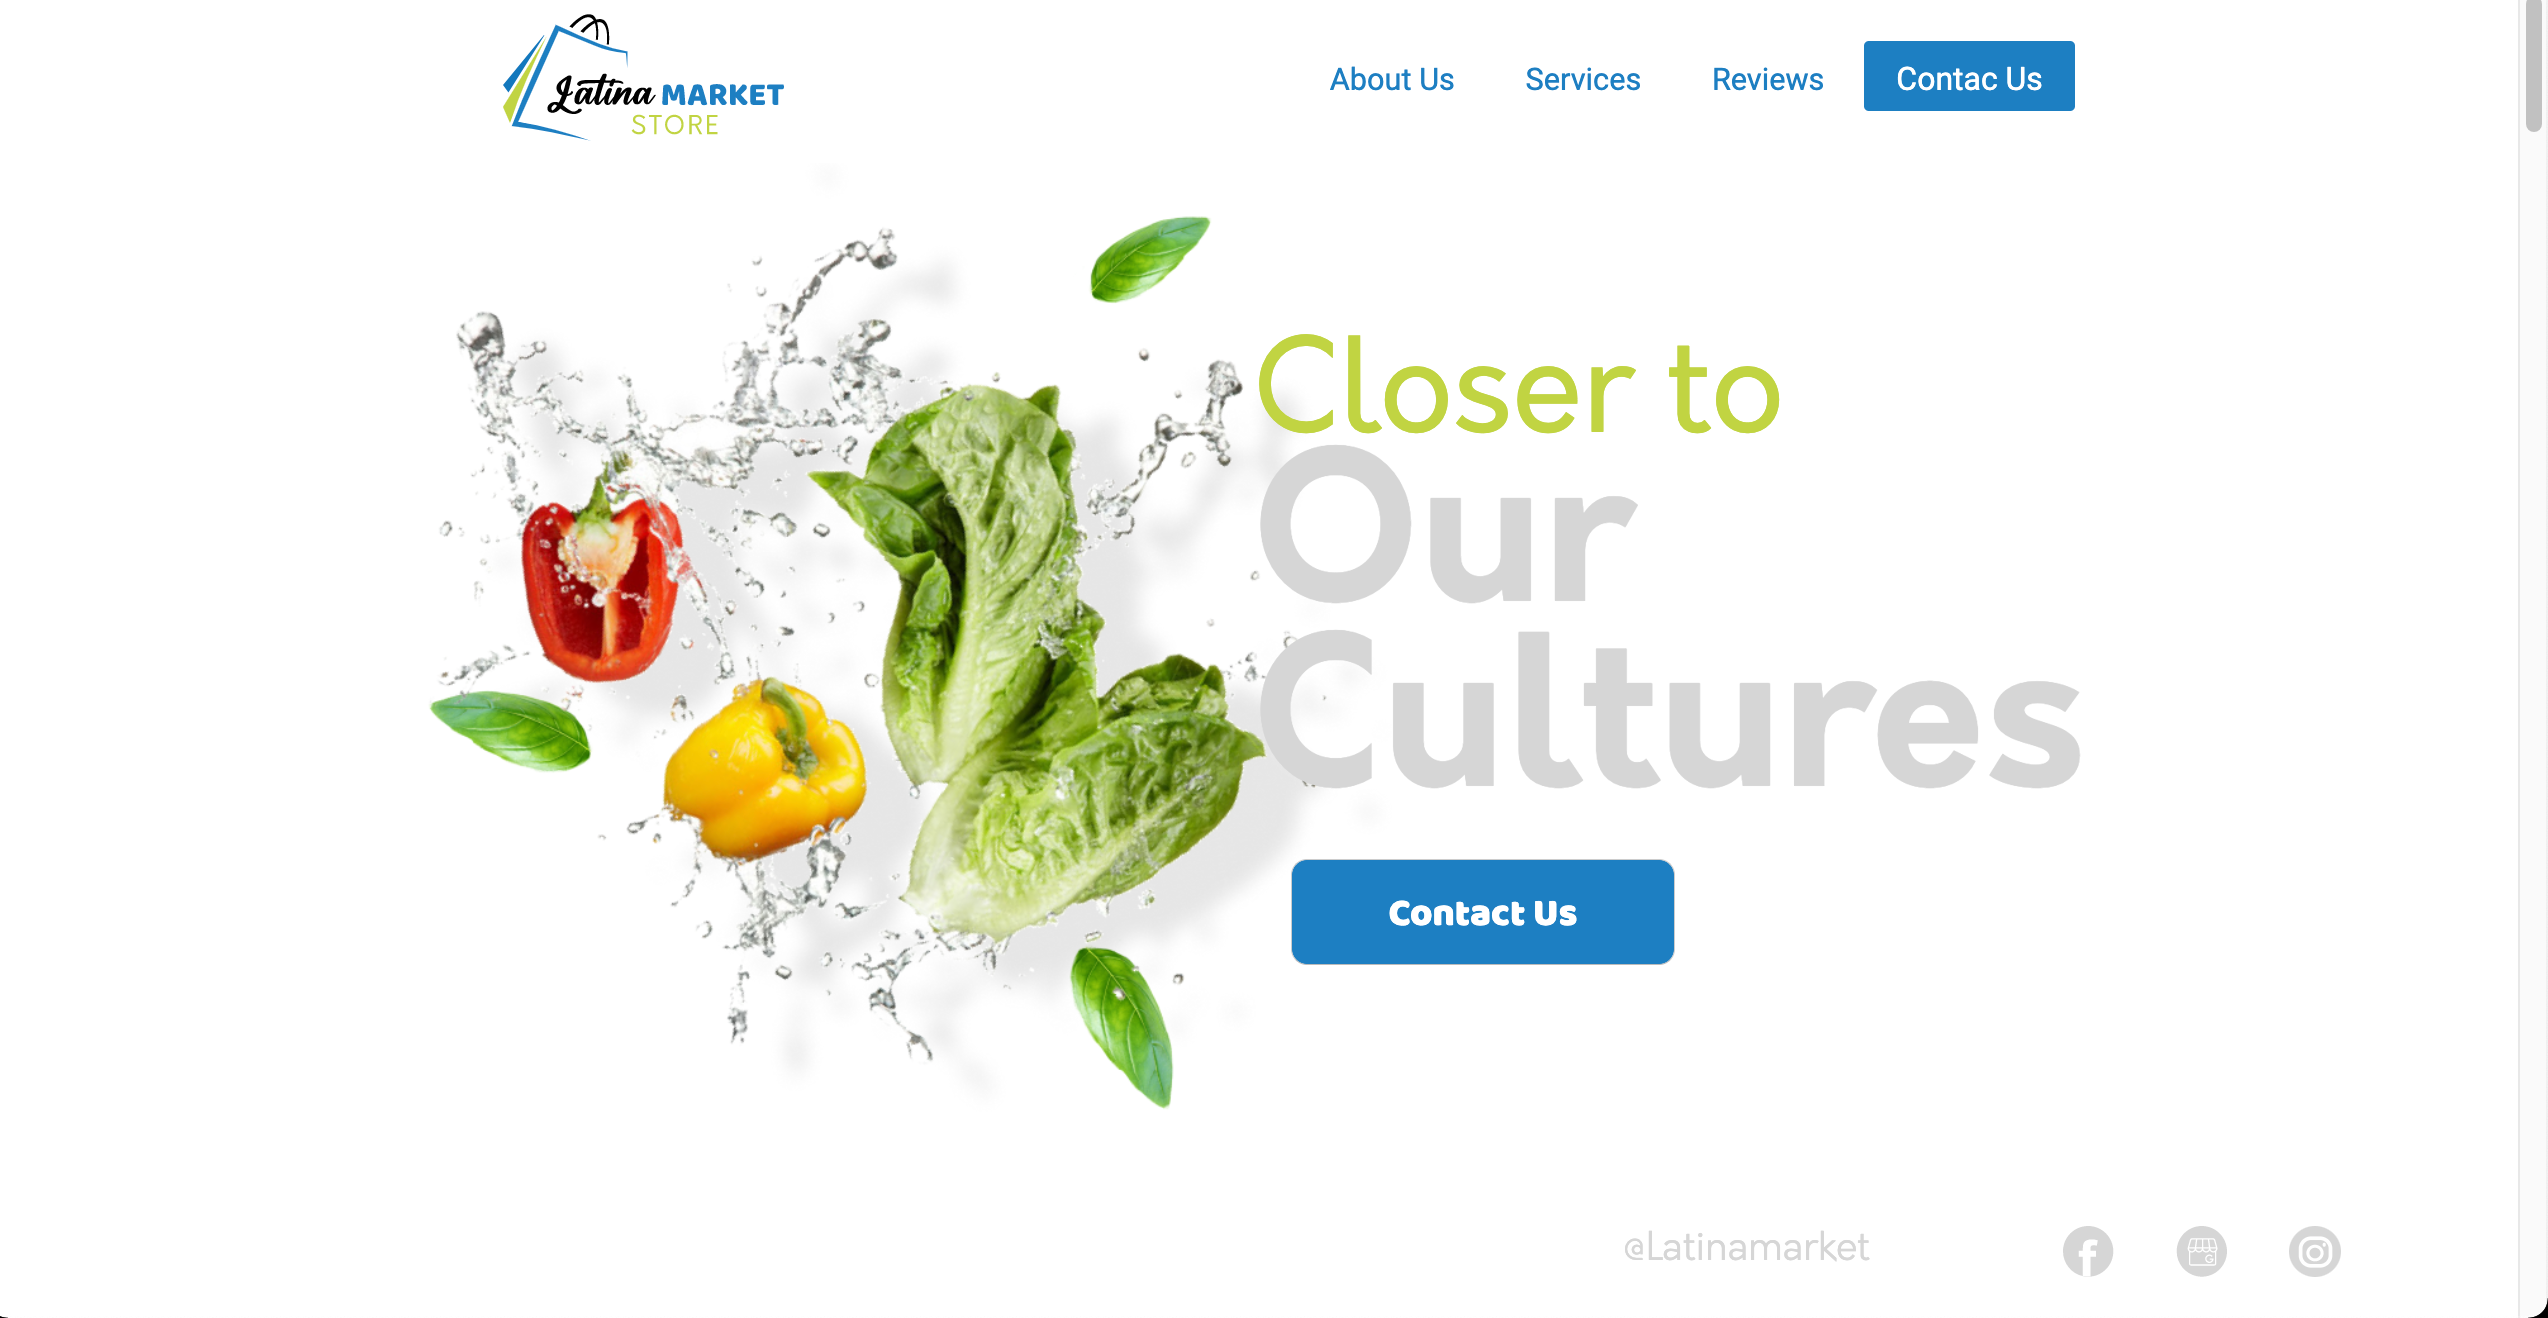 Latina MARKET
STORE
About Us
Services
Reviews
Contac Us
Closer to
Our
Cultures
Contact Us
@Latinamarket